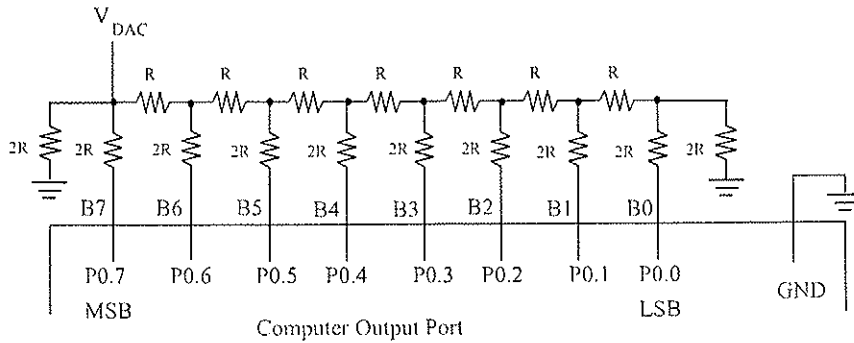 V DAC
R R R R R R R
2R 2R 2R 2R 2R 2R 2R 2R 2R 2R
B7 B6 B5 B4 B3 B2 B1 B0
P0.7 P0.6 P0.5 P0.4 P0.3 P0.2 P0.1 P0.0 GND
MSB LSB
Computer Output Port